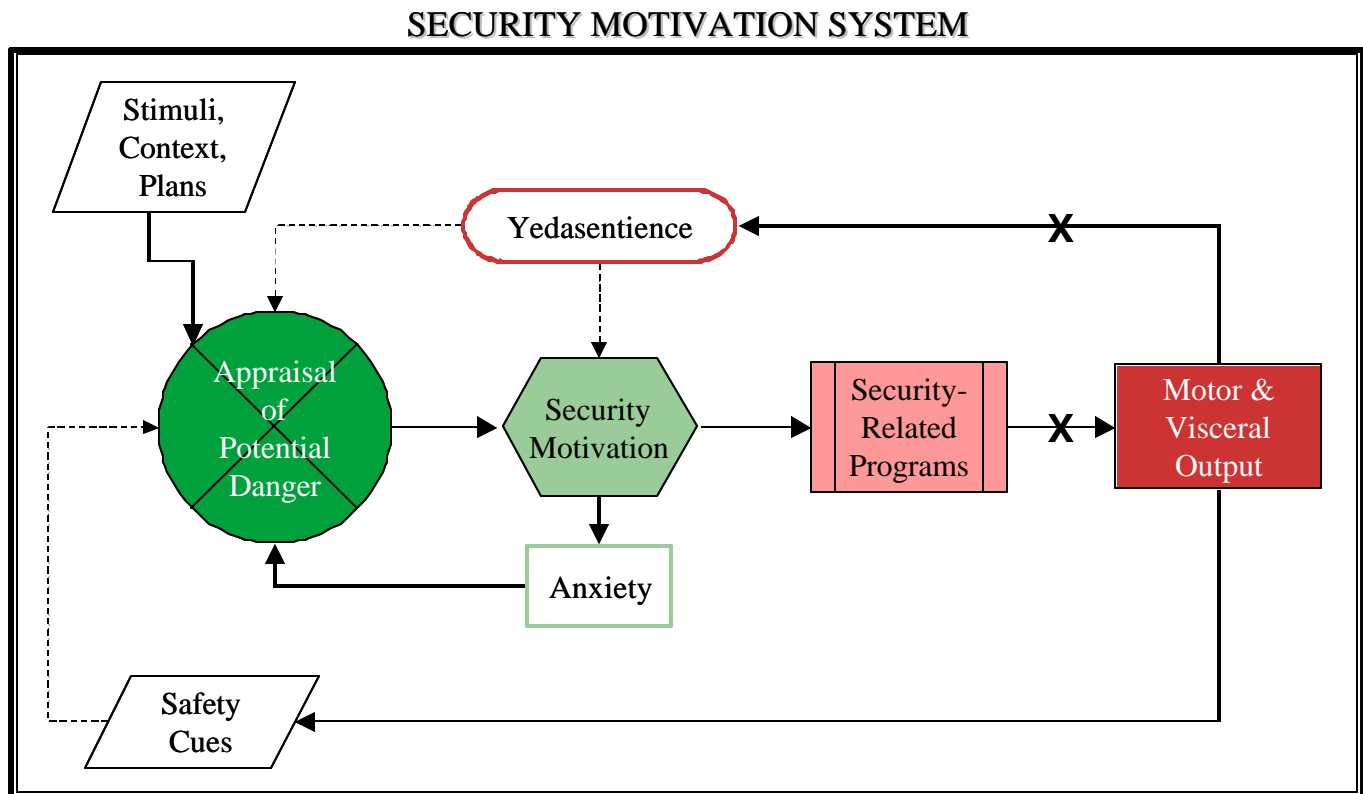 SECURITY MOTIVATION SYSTEM
Stimuli,
Context,
Plans
Yedasentience
X
Appraisal
of
Potential
Danger
Security
Motivation
Security-
Related
Programs
X
Motor &
Visceral
Output
Anxiety
Safety
Cues